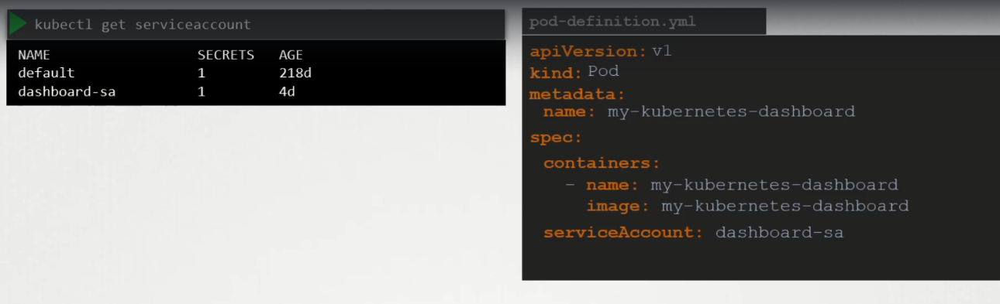 kubectl get serviceaccount
NAME SECRETS AGE
default 1 218d
dashboard-sa 1 4d
pod-definition.yml
apiVersion: v1
kind: Pod
metadata:
name: my-kubernetes-dashboard
spec:
containers:
- name: my-kubernetes-dashboard
image: my-kubernetes-dashboard
serviceAccount: dashboard-sa